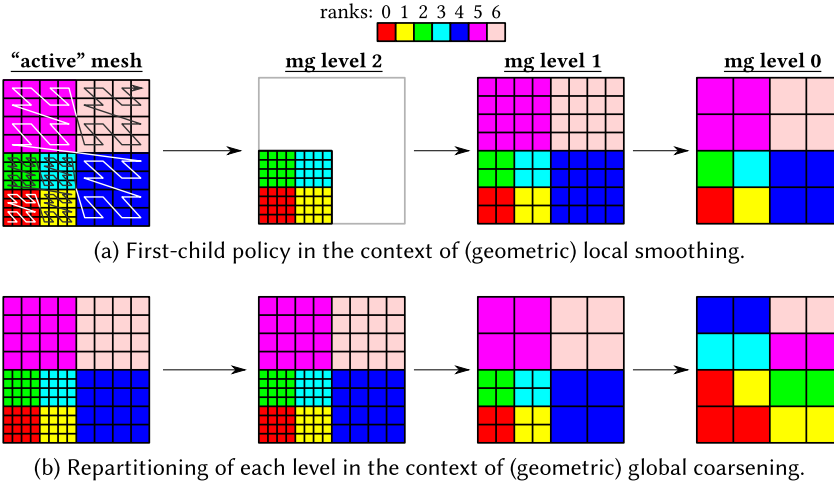 ranks: 0 1 2 3 4 5 6
“active” mesh mg level 2 mg level 1 mg level 0
(a) First-child policy in the context of (geometric) local smoothing.
(b) Repartitioning of each level in the context of (geometric) global coarsening.